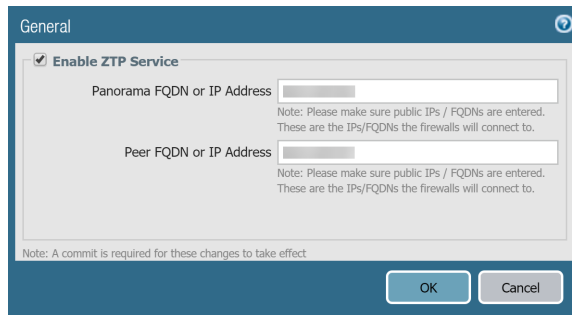 General
Enable ZTP Service
Panorama FQDN or IP Address
Note: Please make sure public IPs / FQDNs are entered.
These are the IPs/FQDNs the firewalls will connect to.
Peer FQDN or IP Address
Note: Please make sure public IPs / FQDNs are entered.
These are the IPs/FQDNs the firewalls will connect to.
Note: A commit is required for these changes to take effect
OK
Cancel